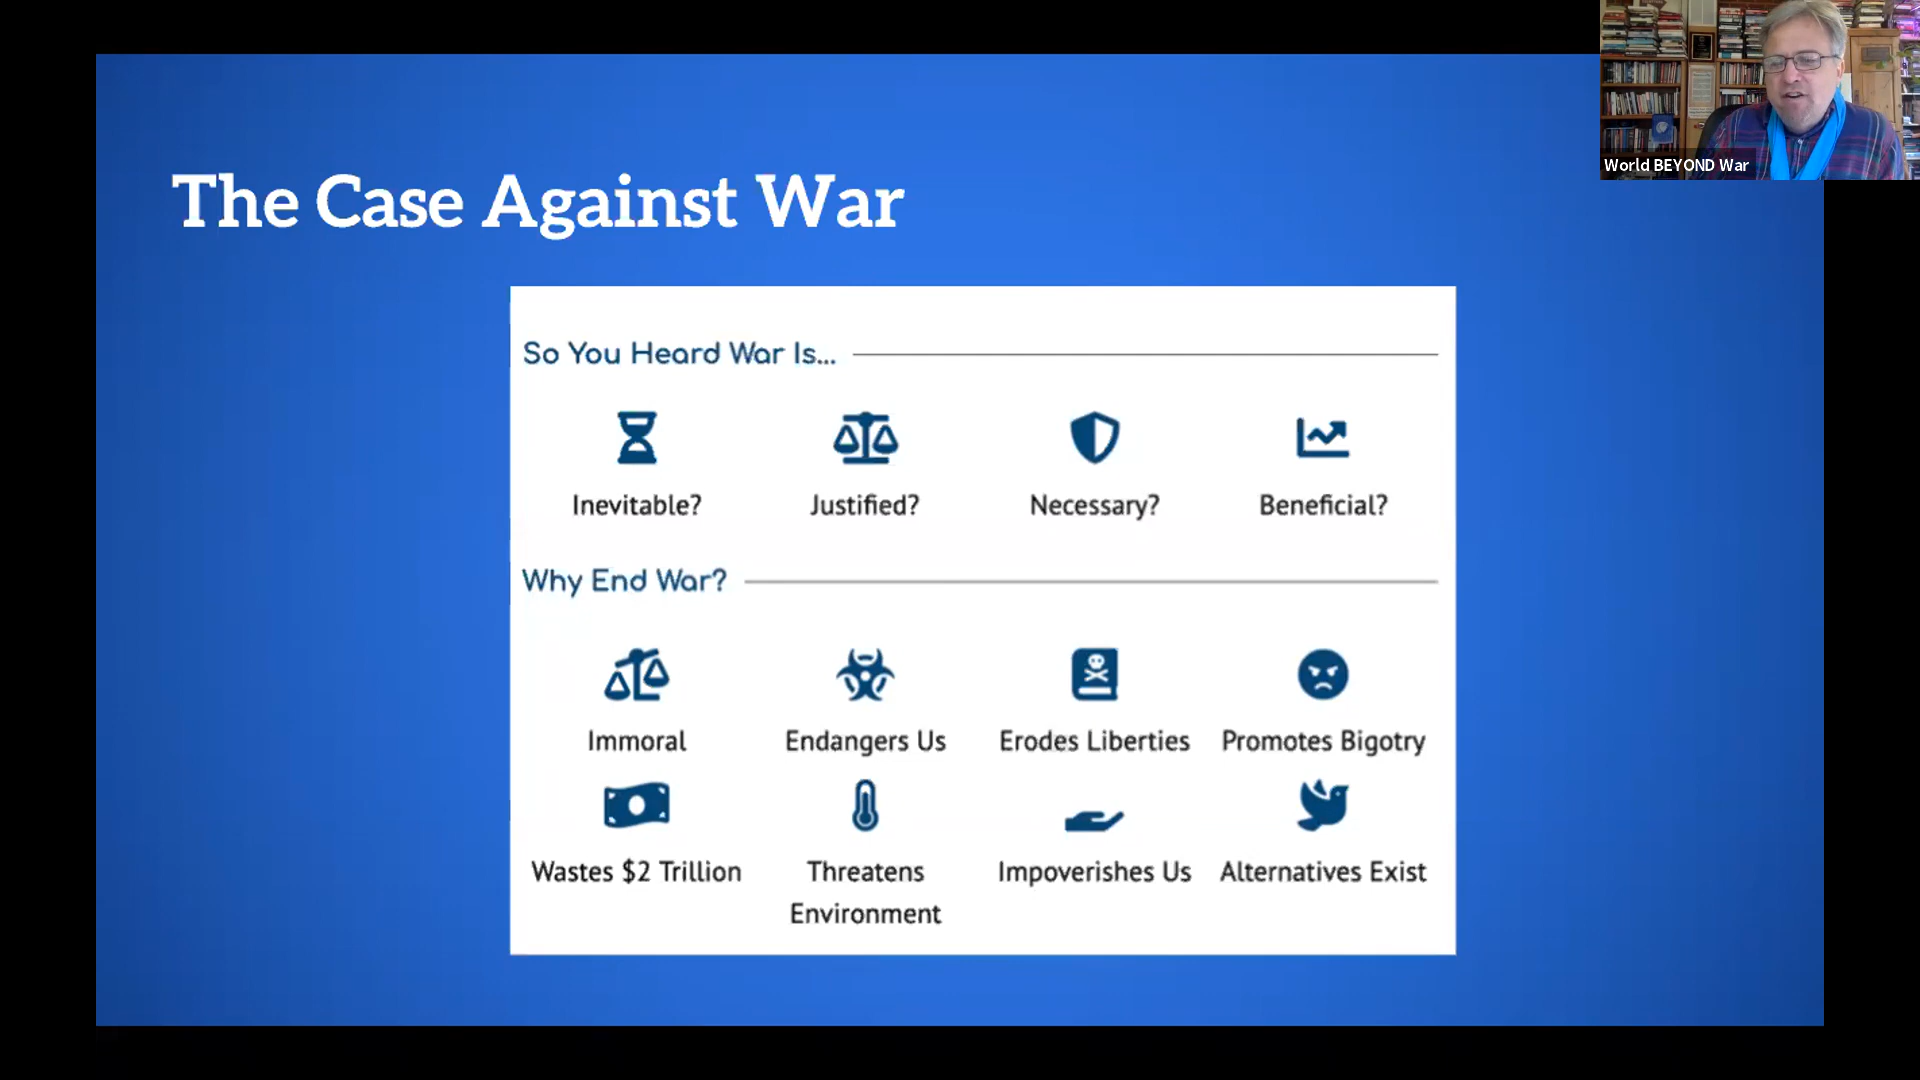 World BEYOND War
The Case Against War
So You Heard War Is...
Inevitable?
Justified?
Necessary?
Beneficial?
Why End War?
Immoral
Endangers Us
Erodes Liberties
Promotes Bigotry
Wastes $2 Trillion
Threatens
Environment
Impoverishes Us
Alternatives Exist